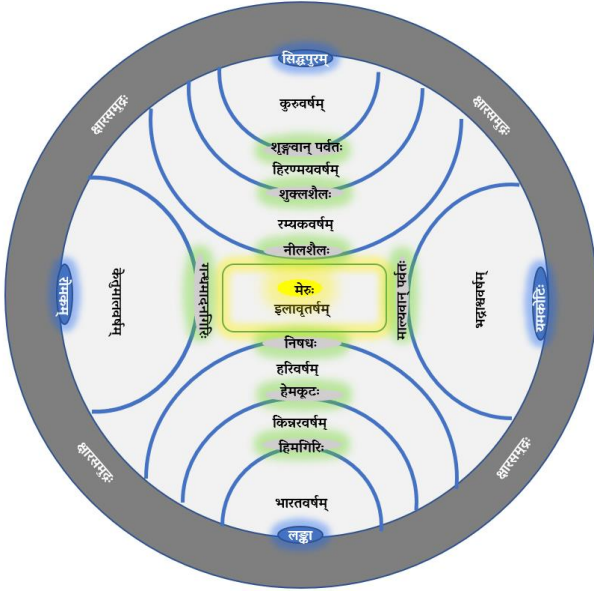 सिद्धपुरम्
कुरुवर्षम्
क्षारसमुद्रः
क्षारसमुद्रः
शृङ्गवान् पर्वतः
हिरण्मयवर्षम्
शुक्लशैलः
रम्यकवर्षम्
नीलशैलः
रोमकम्
केतुमालवर्षम्
गन्धमादनगिरिः
मेरुः
इलावृतर्षम्
माल्यवान् पर्वतः
भद्राश्ववर्षम्
यमकोटिः
निषधः
हरिवर्षम्
हेमकूटः
किन्नरवर्षम्
हिमगिरिः
क्षारसमुद्रः
क्षारसमुद्रः
भारतवर्षम्
लङ्का